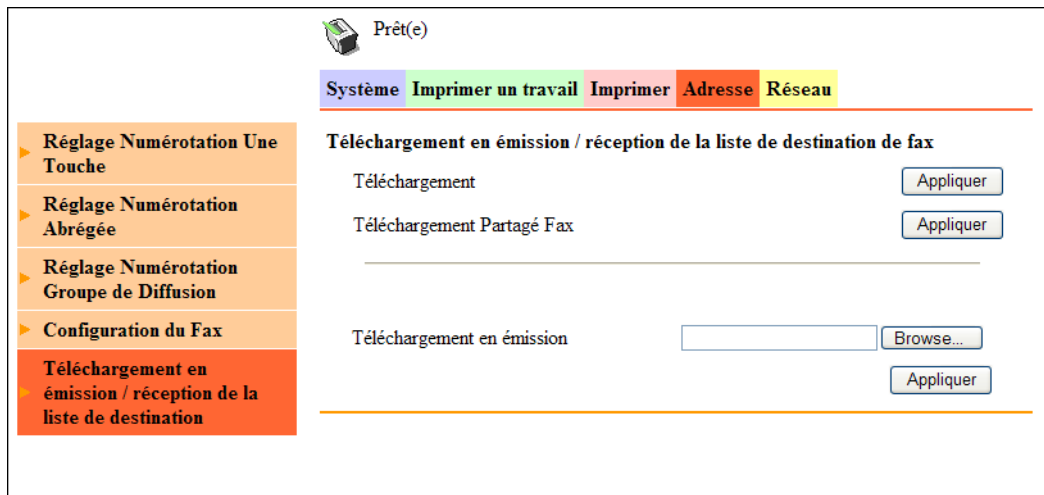 Prêt(e)
Système Imprimer un travail Imprimer Adresse Réseau
Réglage Numérotation Une
Touche
Réglage Numérotation
Abrégée
Réglage Numérotation
Groupe de Diffusion
Configuration du Fax
Téléchargement en
émission / réception de la
liste de destination
Téléchargement en émission / réception de la liste de destination de fax
Téléchargement Appliquer
Téléchargement Partagé Fax Appliquer
Téléchargement en émission Browse...
Appliquer